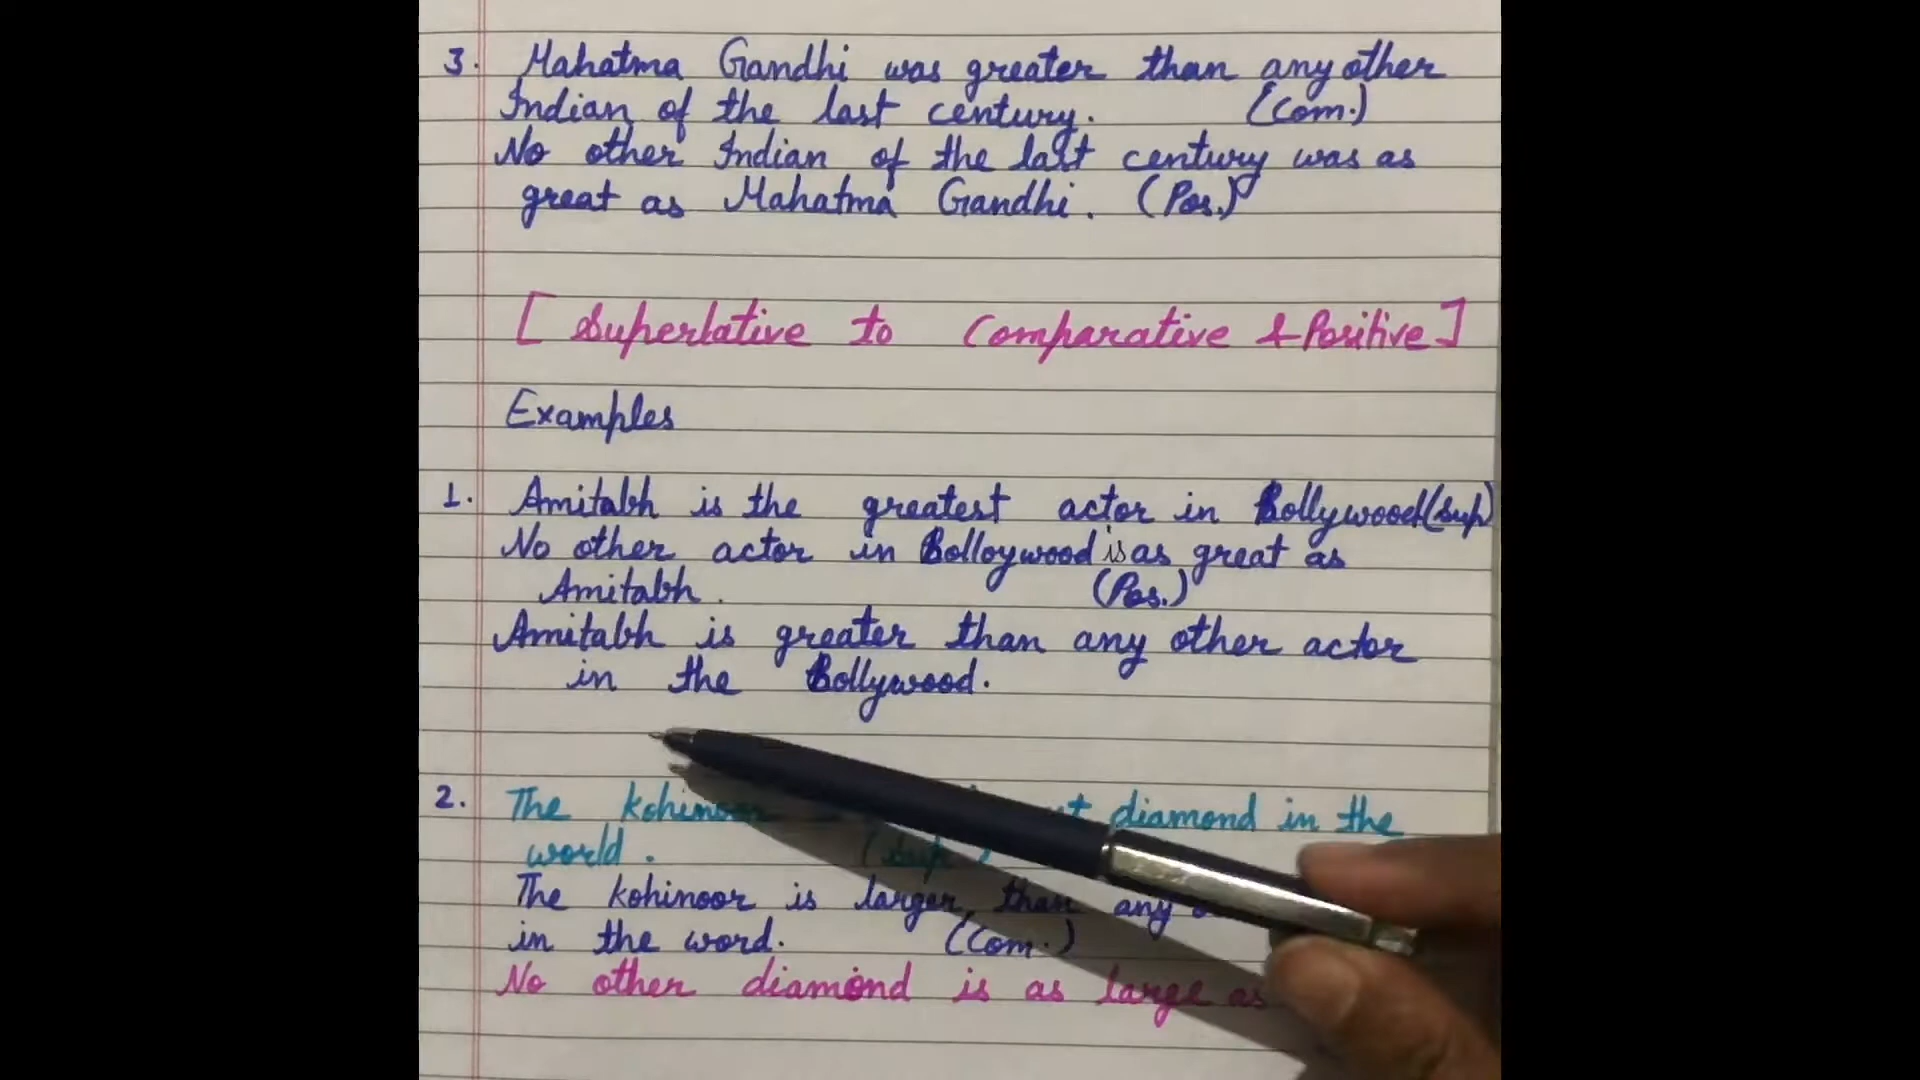 3. Mahatma Gandhi was greater than any other
Indian of the last century. (Com.)
No other Indian of the last century was as
great as Mahatma Gandhi. (Pos.)
[Superlative to Comparative & Positive]
Examples
1. Amitabh is the greatest actor in Bollywood (Sup)
No other actor in Bolloywood is as great as
Amitabh. (Pos.)
Amitabh is greater than any other actor
in the Bollywood.
2. The kohinoor diamond in the
world. (Sup.)
The kohinoor is larger, than any
in the word. (Com.)
No other diamond is as large as